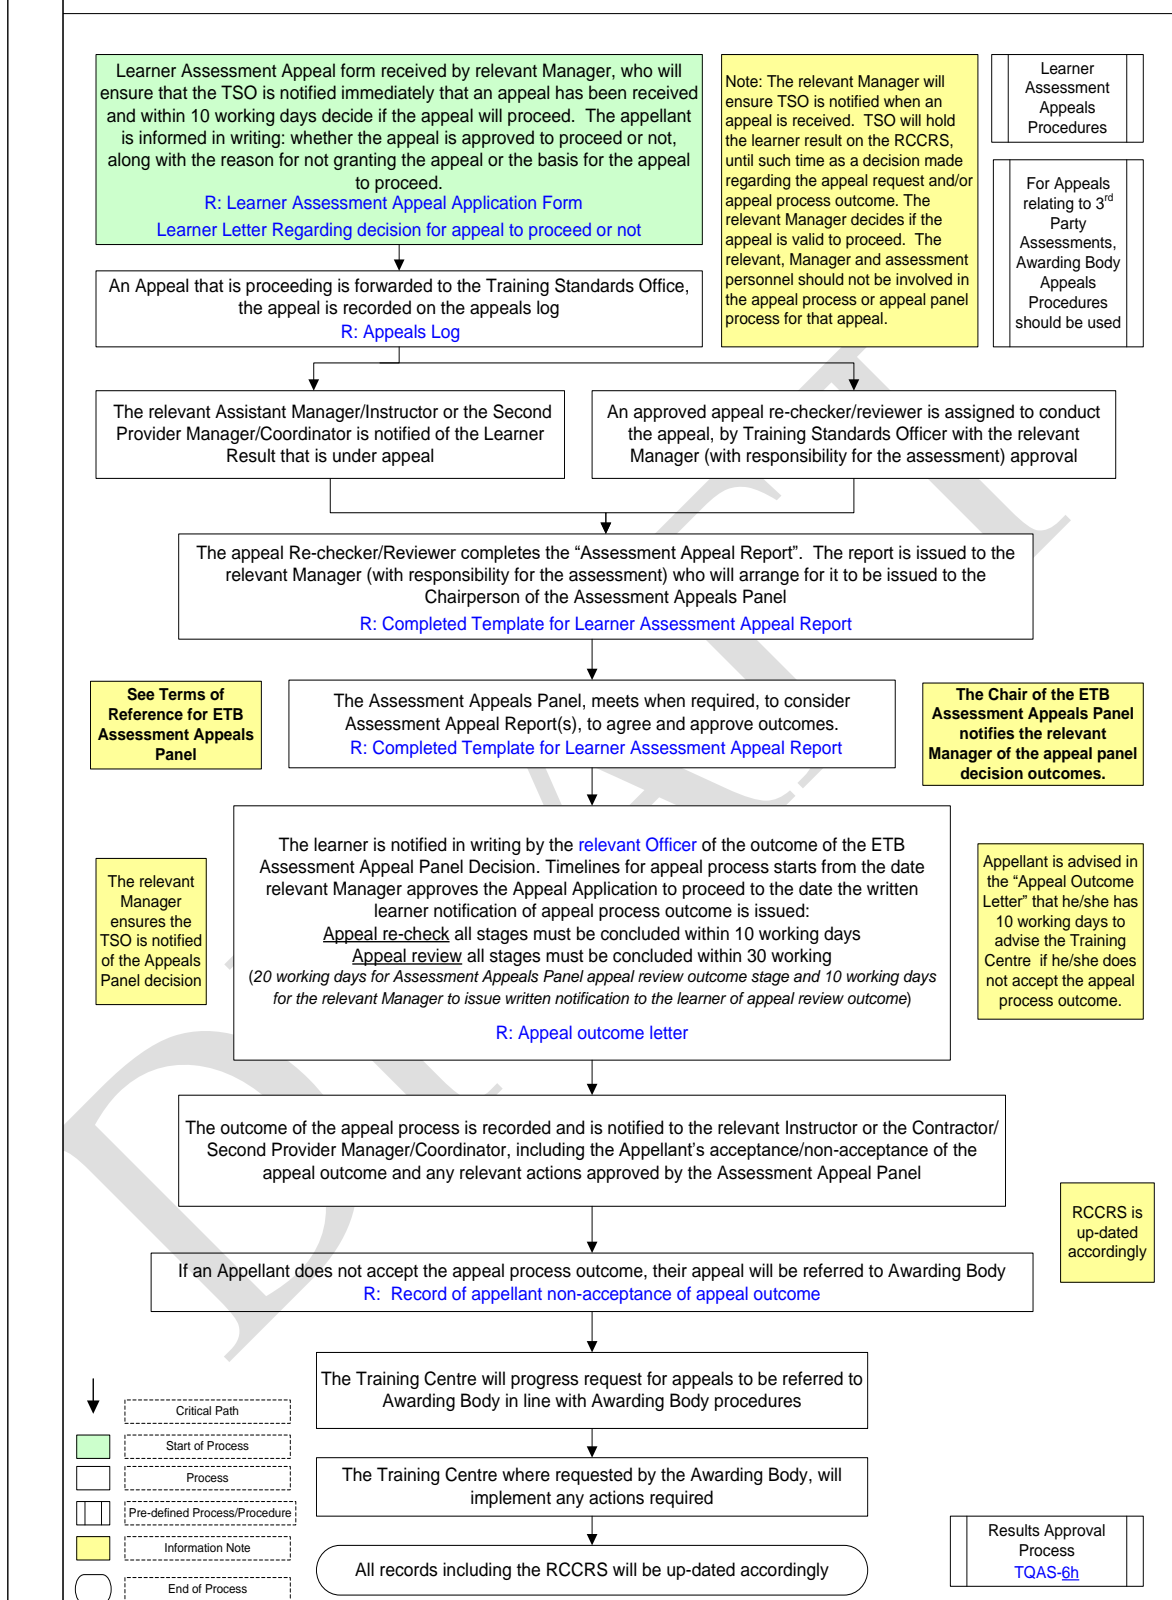 Learner Assessment Appeal form received by relevant Manager, who will
ensure that the TSO is notified immediately that an appeal has been received
and within 10 working days decide if the appeal will proceed. The appellant
is informed in writing: whether the appeal is approved to proceed or not,
along with the reason for not granting the appeal or the basis for the appeal
to proceed.
R: Learner Assessment Appeal Application Form
Learner Letter Regarding decision for appeal to proceed or not
Note: The relevant Manager will
ensure TSO is notified when an
appeal is received. TSO will hold
the learner result on the RCCRS,
until such time as a decision made
regarding the appeal request and/or
appeal process outcome. The
relevant Manager decides if the
appeal is valid to proceed. The
relevant, Manager and assessment
personnel should not be involved in
the appeal process or appeal panel
process for that appeal.
Learner
Assessment
Appeals
Procedures
For Appeals
relating to 3rd
Party
Assessments,
Awarding Body
Appeals
Procedures
should be used
An Appeal that is proceeding is forwarded to the Training Standards Office,
the appeal is recorded on the appeals log
R: Appeals Log
The relevant Assistant Manager/Instructor or the Second
Provider Manager/Coordinator is notified of the Learner
Result that is under appeal
An approved appeal re-checker/reviewer is assigned to conduct
the appeal, by Training Standards Officer with the relevant
Manager (with responsibility for the assessment) approval
The appeal Re-checker/Reviewer completes the “Assessment Appeal Report”. The report is issued to the
relevant Manager (with responsibility for the assessment) who will arrange for it to be issued to the
Chairperson of the Assessment Appeals Panel
R: Completed Template for Learner Assessment Appeal Report
See Terms of
Reference for ETB
Assessment Appeals
Panel
The Assessment Appeals Panel, meets when required, to consider
Assessment Appeal Report(s), to agree and approve outcomes.
R: Completed Template for Learner Assessment Appeal Report
The Chair of the ETB
Assessment Appeals Panel
notifies the relevant
Manager of the appeal panel
decision outcomes.
The relevant
Manager
ensures the
TSO is notified
of the Appeals
Panel decision
The learner is notified in writing by the relevant Officer of the outcome of the ETB
Assessment Appeal Panel Decision. Timelines for appeal process starts from the date
relevant Manager approves the Appeal Application to proceed to the date the written
learner notification of appeal process outcome is issued:
Appeal re-check all stages must be concluded within 10 working days
Appeal review all stages must be concluded within 30 working
(20 working days for Assessment Appeals Panel appeal review outcome stage and 10 working days
for the relevant Manager to issue written notification to the learner of appeal review outcome)
R: Appeal outcome letter
Appellant is advised in
the “Appeal Outcome
Letter” that he/she has
10 working days to
advise the Training
Centre if he/she does
not accept the appeal
process outcome.
The outcome of the appeal process is recorded and is notified to the relevant Instructor or the Contractor/
Second Provider Manager/Coordinator, including the Appellant’s acceptance/non-acceptance of the
appeal outcome and any relevant actions approved by the Assessment Appeal Panel
RCCRS is
up-dated
accordingly
If an Appellant does not accept the appeal process outcome, their appeal will be referred to Awarding Body
R: Record of appellant non-acceptance of appeal outcome
The Training Centre will progress request for appeals to be referred to
Awarding Body in line with Awarding Body procedures
The Training Centre where requested by the Awarding Body, will
implement any actions required
All records including the RCCRS will be up-dated accordingly
Critical Path
Start of Process
Process
Pre-defined Process/Procedure
Information Note
End of Process
Results Approval
Process
TQAS-6h
DRAFT